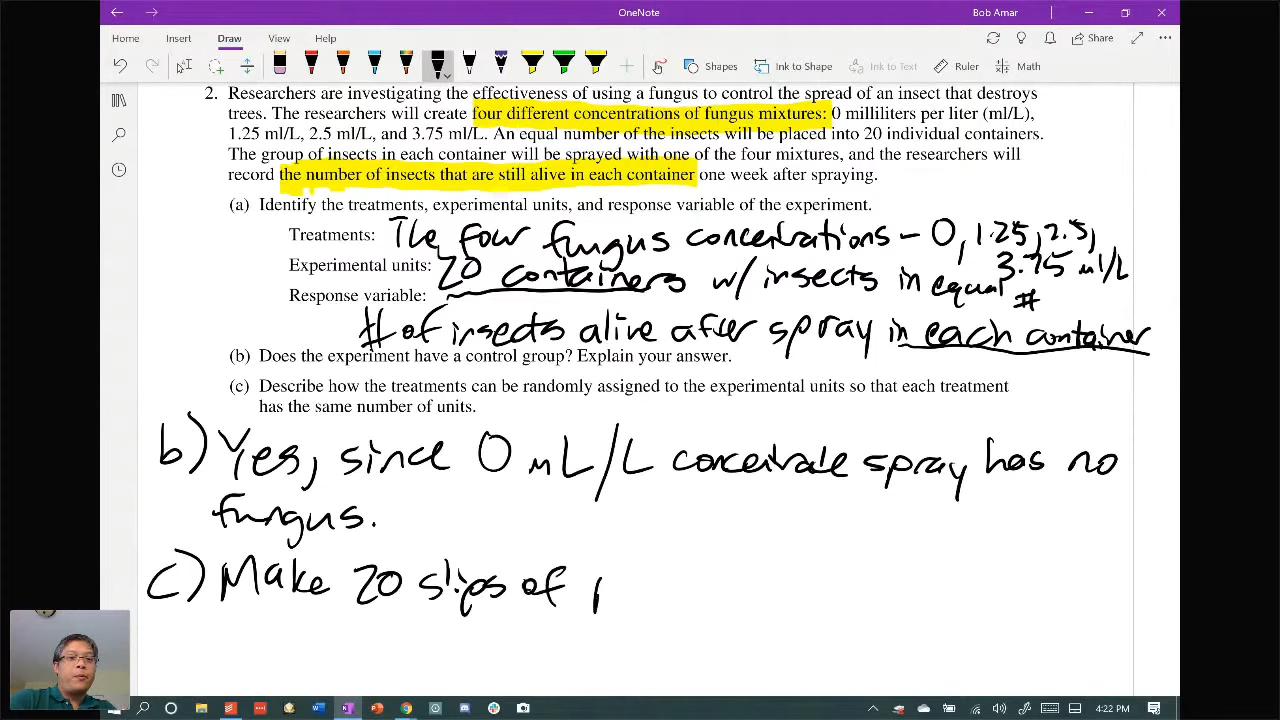 OneNote
Bob Amar
Home Insert Draw View Help
Share
Shapes Ink to Shape Ink to Text Ruler Math
2. Researchers are investigating the effectiveness of using a fungus to control the spread of an insect that destroys
trees. The researchers will create four different concentrations of fungus mixtures: 0 milliliters per liter (ml/L),
1.25 ml/L, 2.5 ml/L, and 3.75 ml/L. An equal number of the insects will be placed into 20 individual containers.
The group of insects in each container will be sprayed with one of the four mixtures, and the researchers will
record the number of insects that are still alive in each container one week after spraying.
(a) Identify the treatments, experimental units, and response variable of the experiment.
Treatments: The four fungus concentrations – 0, 1.25, 2.5,
3.75 ml/L
Experimental units: 20 containers w/ insects in equal
#
Response variable:
# of insects alive after spray in each container
(b) Does the experiment have a control group? Explain your answer.
(c) Describe how the treatments can be randomly assigned to the experimental units so that each treatment
has the same number of units.
b) Yes, since 0 mL/L concentrate spray has no
fungus.
c) Make 20 slips of
4:22 PM